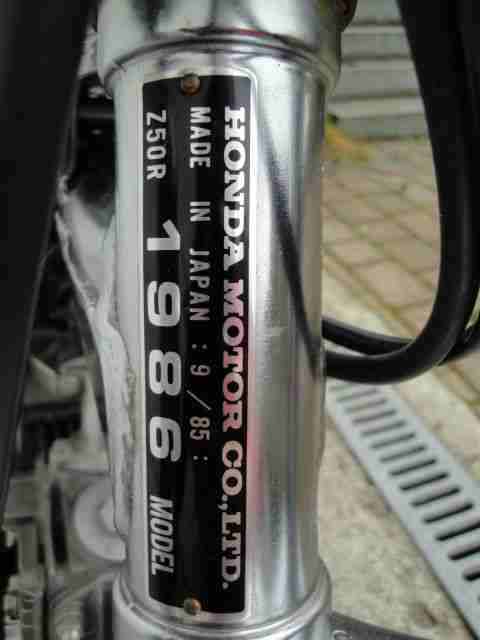 HONDA MOTOR CO.,LTD.
MADE IN JAPAN : 9 /85 :
Z50R 1986 MODEL